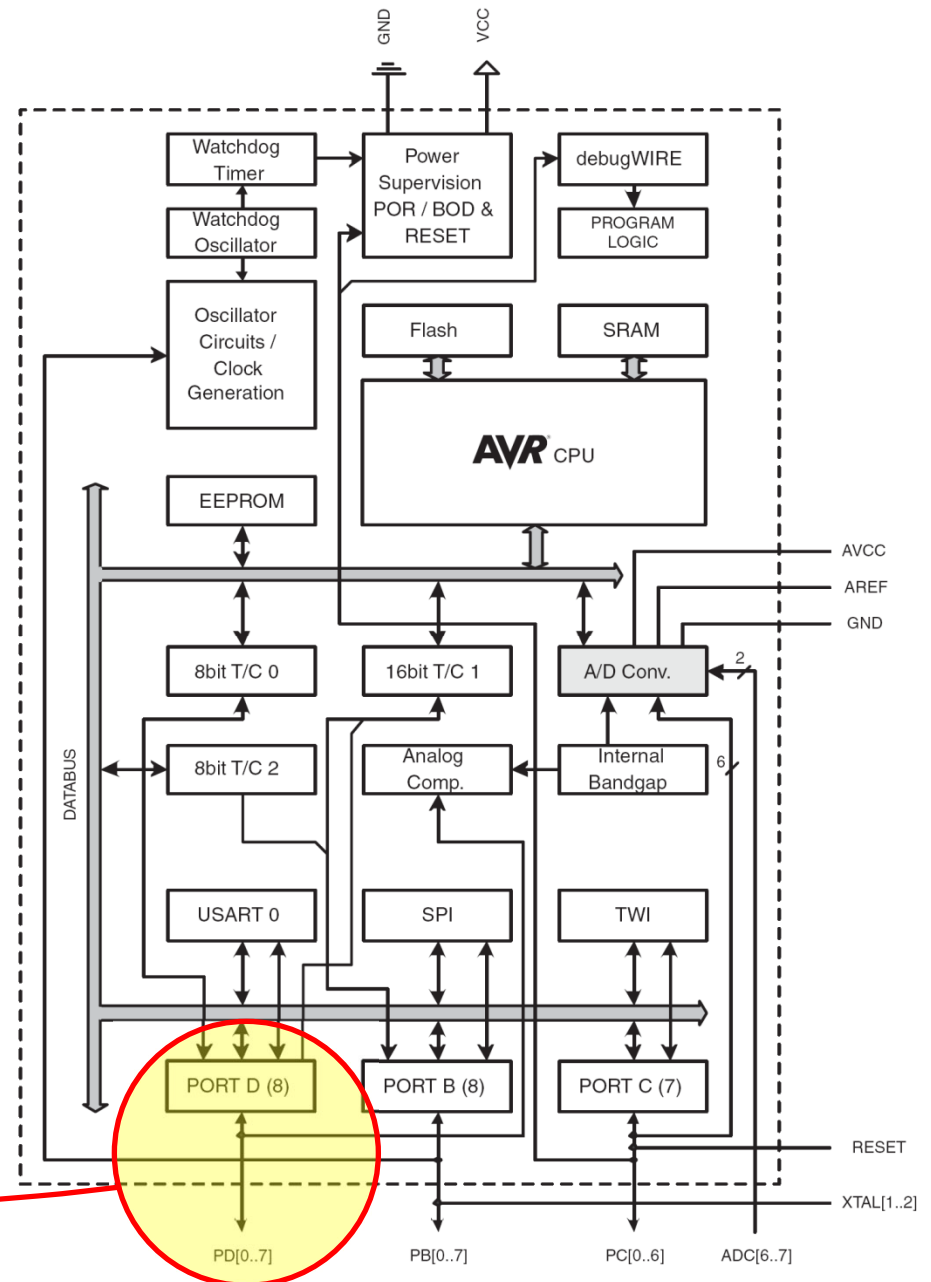 GND
VCC
Watchdog
Timer
Power
Supervision
POR / BOD &
RESET
debugWIRE
Watchdog
Oscillator
PROGRAM
LOGIC
Oscillator
Circuits /
Clock
Generation
Flash
SRAM
AVR CPU
EEPROM
AVCC
AREF
GND
8bit T/C 0
16bit T/C 1
A/D Conv.
2
DATABUS
8bit T/C 2
Analog
Comp.
Internal
Bandgap
6
USART 0
SPI
TWI
PORT D (8)
PORT B (8)
PORT C (7)
RESET
XTAL[1..2]
PD[0..7]
PB[0..7]
PC[0..6]
ADC[6..7]